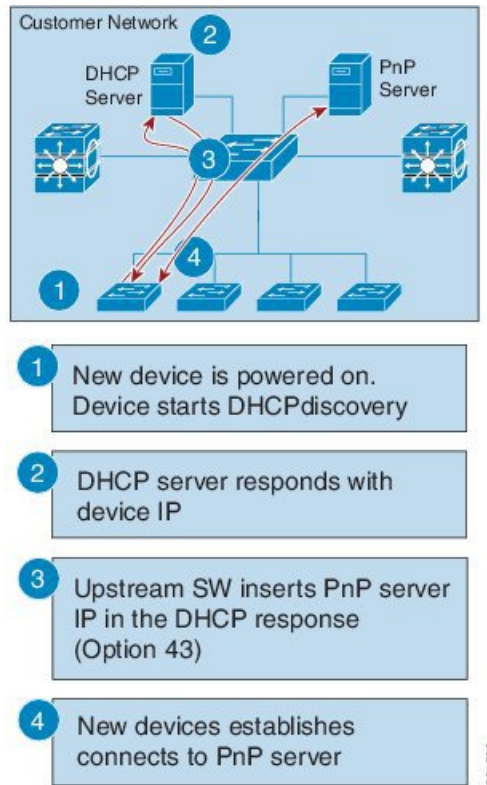 Customer Network
2
DHCP
Server
PnP
Server
3
4
1
1
New device is powered on.
Device starts DHCPdiscovery
2
DHCP server responds with
device IP
3
Upstream SW inserts PnP server
IP in the DHCP response
(Option 43)
4
New devices establishes
connects to PnP server